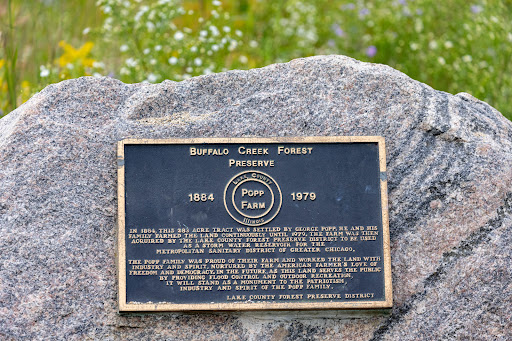 BUFFALO CREEK FOREST
PRESERVE
LAKE COUNTY
1884 POPP FARM 1979
ILLINOIS
IN 1884, THIS 383 ACRE TRACT WAS SETTLED BY GEORGE POPP. HE AND HIS
FAMILY FARMED THE LAND CONTINUOUSLY UNTIL 1979. THE FARM WAS THEN
ACQUIRED BY THE LAKE COUNTY FOREST PRESERVE DISTRICT TO BE USED
AS A STORM WATER RESERVOIR FOR THE
METROPOLITAN SANITARY DISTRICT OF GREATER CHICAGO.
THE POPP FAMILY WAS PROUD OF THEIR FARM AND WORKED THE LAND WITH
INDUSTRY AND SPIRIT, NURTURED BY THE AMERICAN FARMER'S LOVE OF
FREEDOM AND DEMOCRACY. IN THE FUTURE, AS THIS LAND SERVES THE PUBLIC
BY PROVIDING FLOOD CONTROL AND OUTDOOR RECREATION,
IT WILL STAND AS A MONUMENT TO THE PATRIOTISM,
INDUSTRY AND SPIRIT OF THE POPP FAMILY.
LAKE COUNTY FOREST PRESERVE DISTRICT